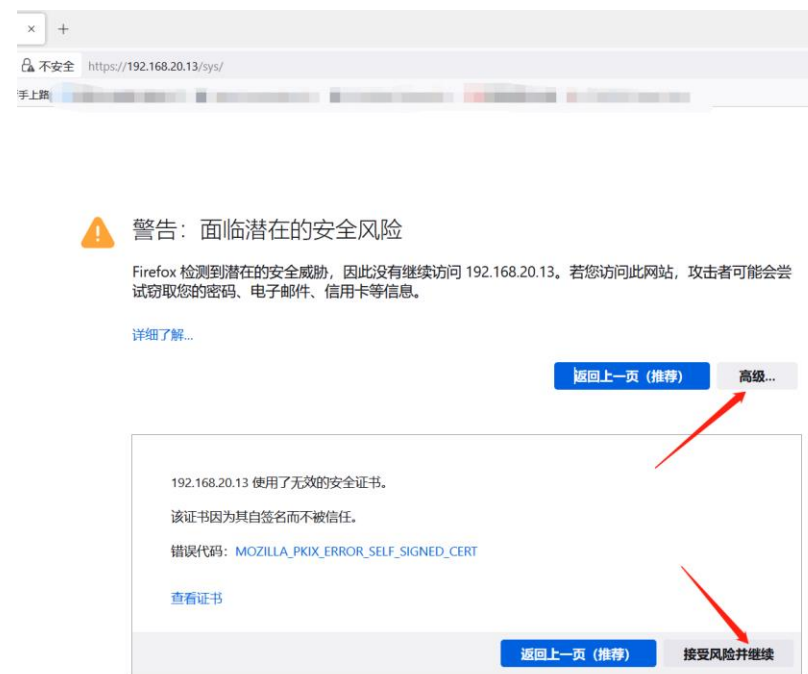 不安全 https://192.168.20.13/sys/
手上路
警告：面临潜在的安全风险
Firefox 检测到潜在的安全威胁，因此没有继续访问 192.168.20.13。若您访问此网站，攻击者可能会尝
试窃取您的密码、电子邮件、信用卡等信息。
详细了解...
返回上一页（推荐） 高级...
192.168.20.13 使用了无效的安全证书。
该证书因为其自签名而不被信任。
错误代码：MOZILLA_PKIX_ERROR_SELF_SIGNED_CERT
查看证书
返回上一页（推荐） 接受风险并继续